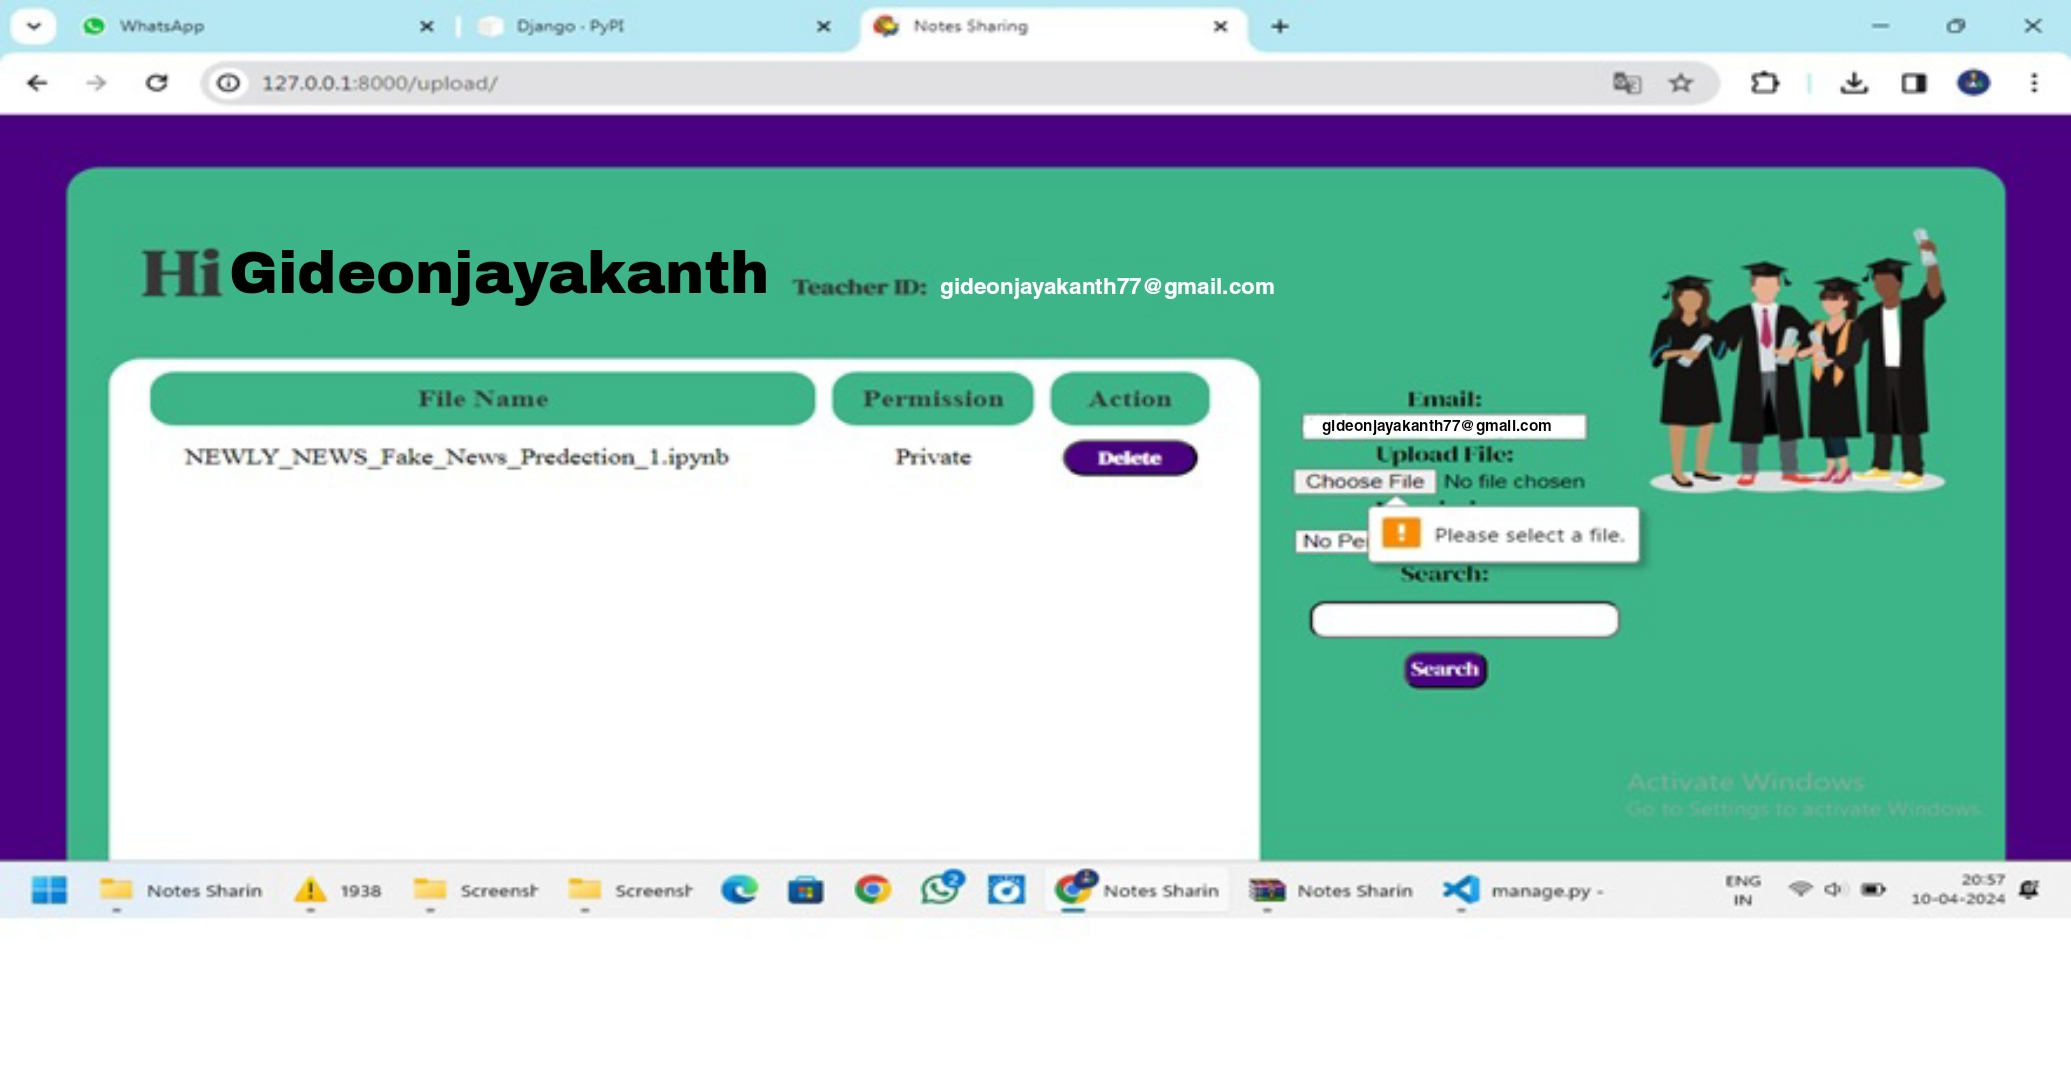 WhatsApp
Django - PyPI
Notes Sharing
127.0.0.1:8000/upload/
Hi Gideonjayakanth Teacher ID: gideonjayakanth77@gmail.com
File Name Permission Action
NEWLY_NEWS_Fake_News_Predection_1.ipynb Private Delete
Email:
gideonjayakanth77@gmail.com
Upload File:
Choose File No file chosen
No Pe
Please select a file.
Search:
Search
Activate Windows
Go to Settings to activate Windows.
Notes Sharin
1938
Screensh
Screensh
2
Notes Sharin
Notes Sharin
manage.py -
ENG
IN
20:57
10-04-2024